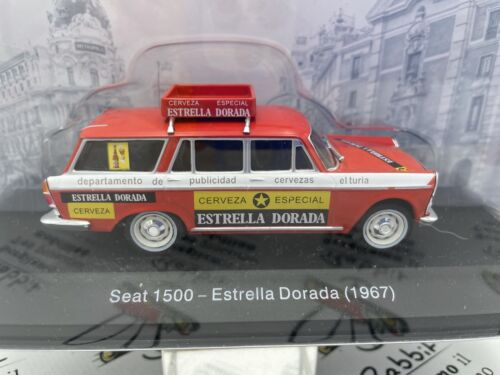 CERVEZA ESPECIAL
ESTRELLA DORADA
departamento de publicidad cervezas el turia
ESTRELLA DORADA
CERVEZA
CERVEZA ESPECIAL
ESTRELLA DORADA
Seat 1500 – Estrella Dorada (1967)